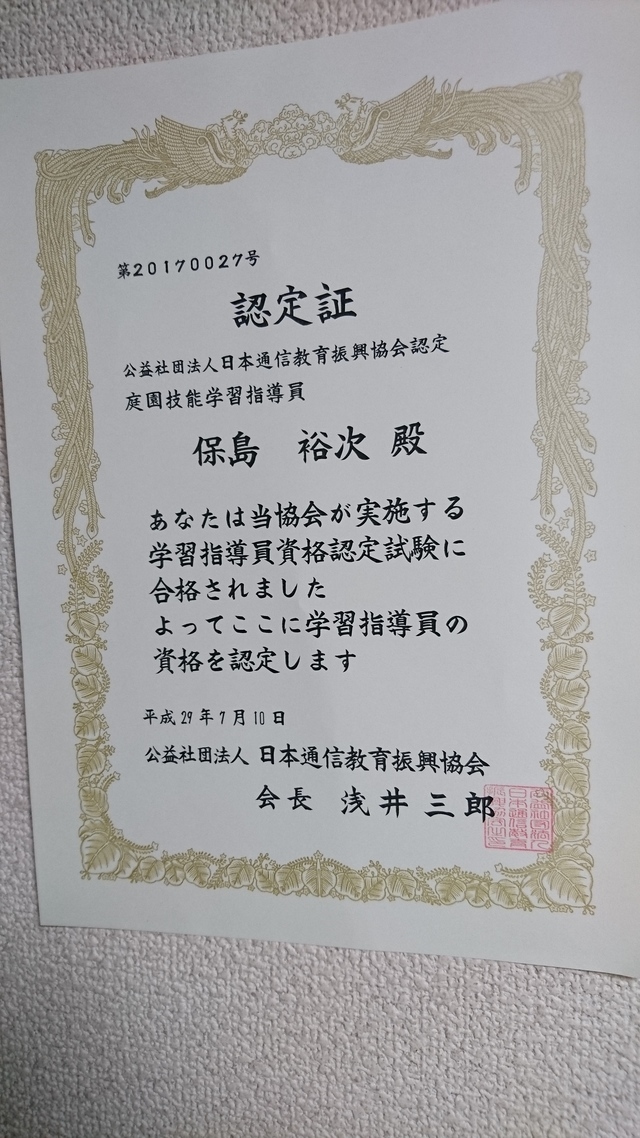 第20170027号
認定証
公益社団法人日本通信教育振興協会認定
庭園技能学習指導員
保島 裕次 殿
あなたは当協会が実施する
学習指導員資格認定試験に
合格されました
よってここに学習指導員の
資格を認定します
平成29年7月10日
公益社団法人 日本通信教育振興協会
会長 浅井三郎